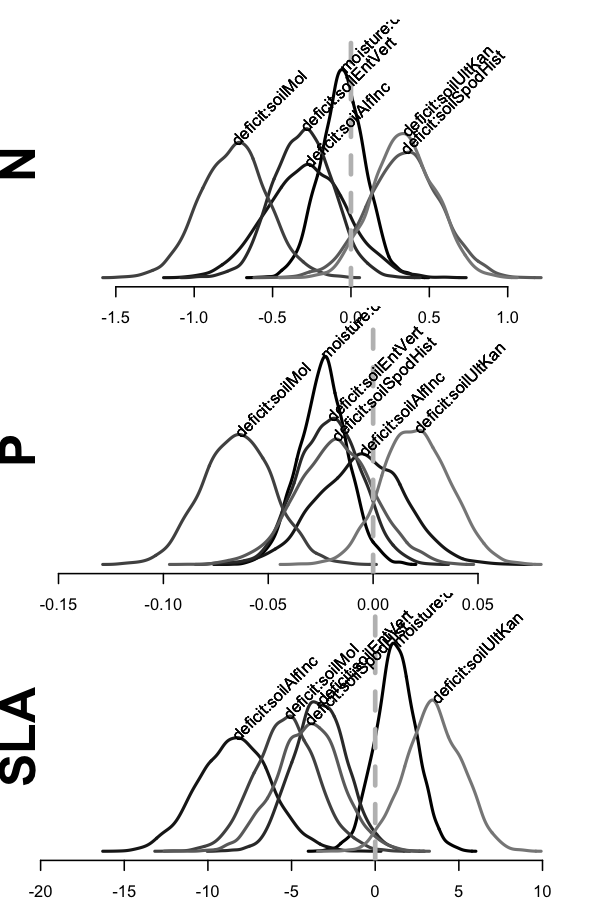 N
deficit:soilMol
deficit:soilEntVert
deficit:soilAlfInc
moisture:d
deficit:soilUltKan
deficit:soilSpodHist
-1.5 -1.0 -0.5 0.0 0.5 1.0
P
deficit:soilMol
moisture:d
deficit:soilEntVert
deficit:soilSpodHist
deficit:soilAlfInc
deficit:soilUltKan
-0.15 -0.10 -0.05 0.00 0.05
SLA
deficit:soilAlfInc
deficit:soilMol
deficit:soilSpodHist
deficit:soilEntVert
moisture:d
deficit:soilUltKan
-20 -15 -10 -5 0 5 10